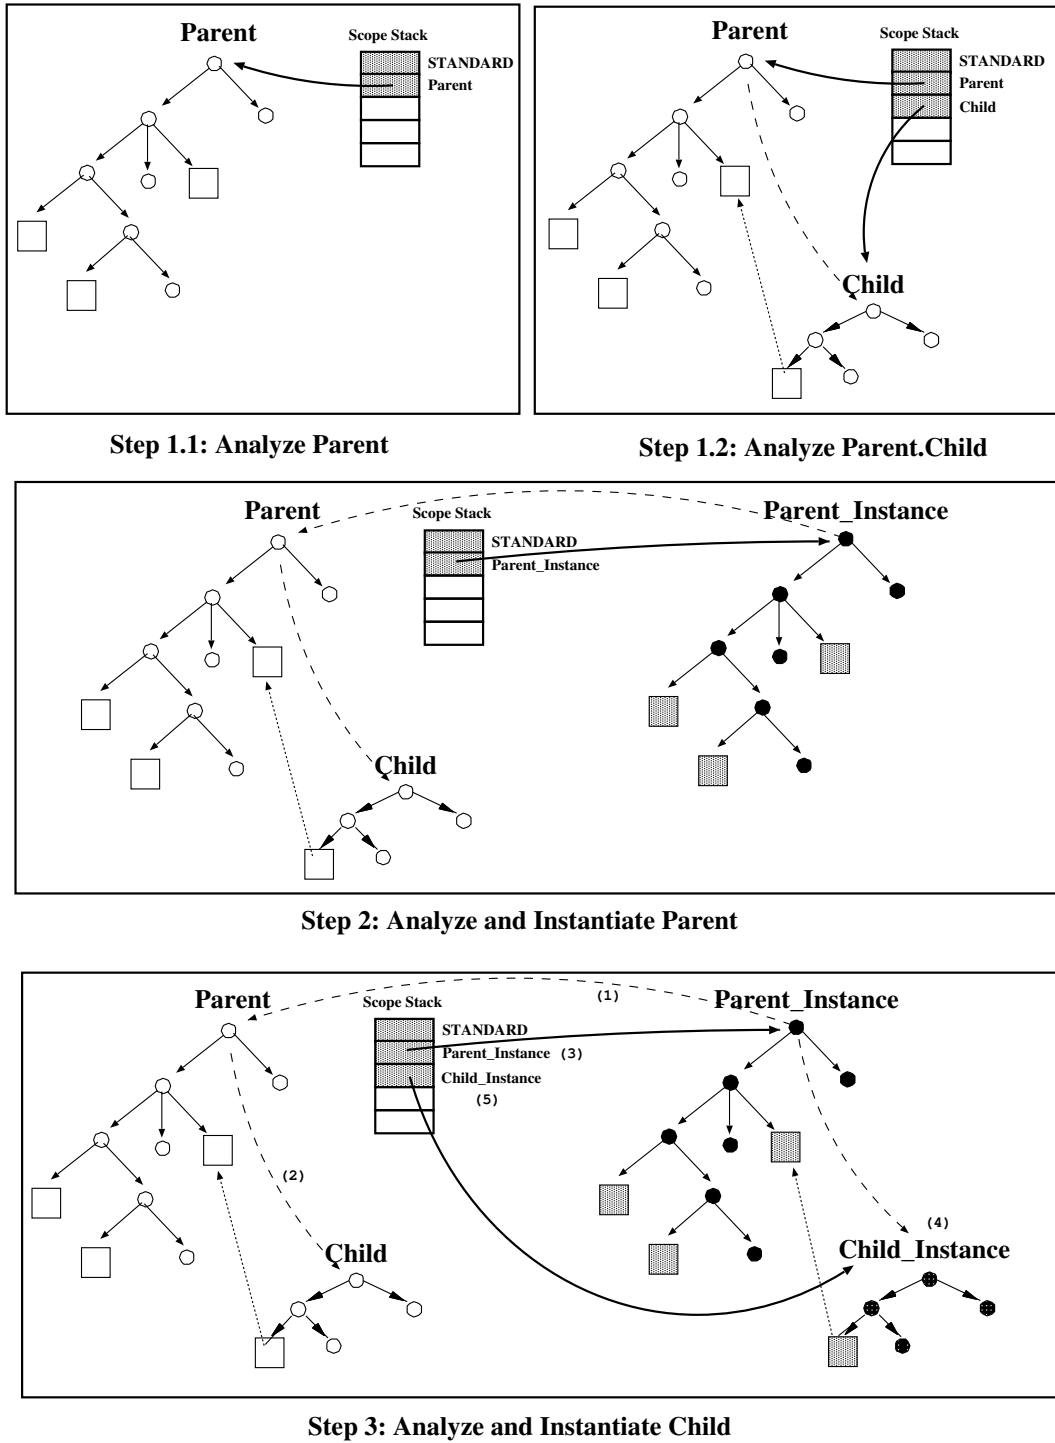 Parent
Scope Stack
STANDARD
Parent
Step 1.1: Analyze Parent
Parent
Scope Stack
STANDARD
Parent
Child
Child
Step 1.2: Analyze Parent.Child
Parent
Scope Stack
STANDARD
Parent_Instance
Parent_Instance
Child
Step 2: Analyze and Instantiate Parent
Parent
Scope Stack
(1)
Parent_Instance
STANDARD
Parent_Instance (3)
Child_Instance
(5)
(2)
Child
(4)
Child_Instance
Step 3: Analyze and Instantiate Child